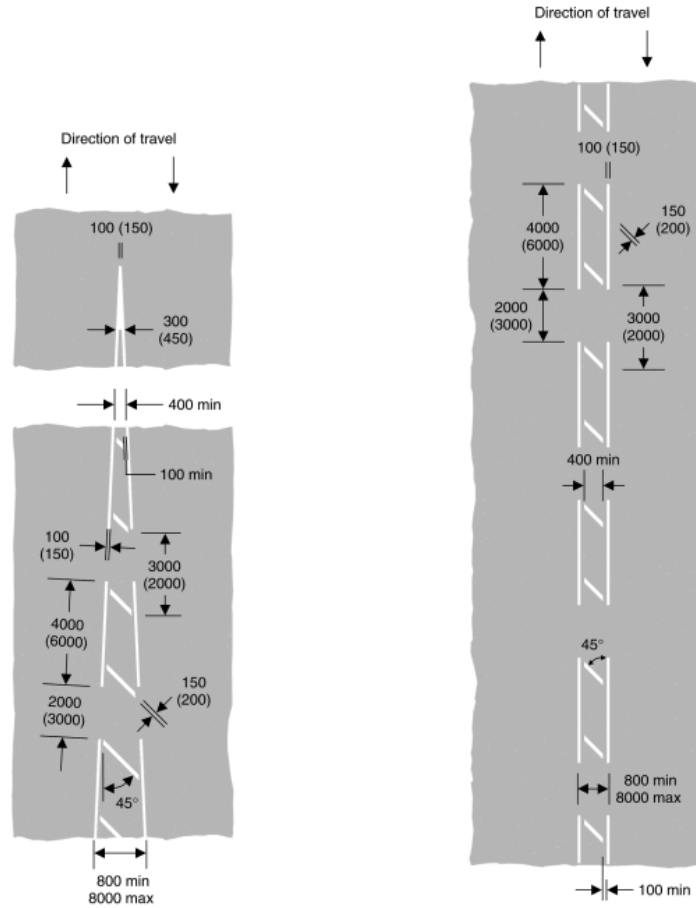 Direction of travel
100 (150)
300
(450)
400 min
100 min
100
(150)
3000
(2000)
4000
(6000)
150
(200)
2000
(3000)
45°
800 min
8000 max
Direction of travel
100 (150)
150
(200)
4000
(6000)
2000
(3000)
3000
(2000)
400 min
45°
800 min
8000 max
100 min